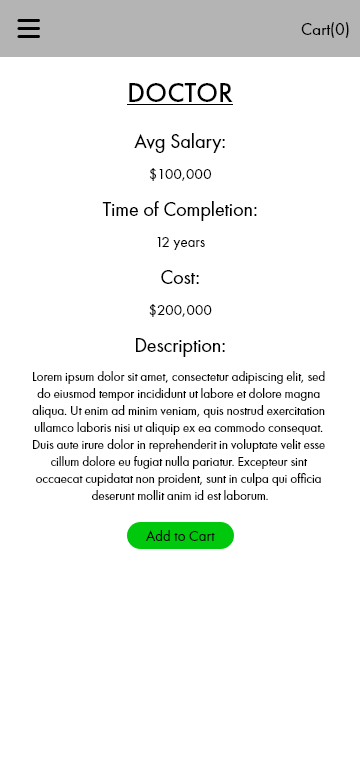 Cart(0)
DOCTOR
Avg Salary:
$100,000
Time of Completion:
12 years
Cost:
$200,000
Description:
Lorem ipsum dolor sit amet, consectetur adipiscing elit, sed
do eiusmod tempor incididunt ut labore et dolore magna
aliqua. Ut enim ad minim veniam, quis nostrud exercitation
ullamco laboris nisi ut aliquip ex ea commodo consequat.
Duis aute irure dolor in reprehenderit in voluptate velit esse
cillum dolore eu fugiat nulla pariatur. Excepteur sint
occaecat cupidatat non proident, sunt in culpa qui officia
deserunt mollit anim id est laborum.
Add to Cart